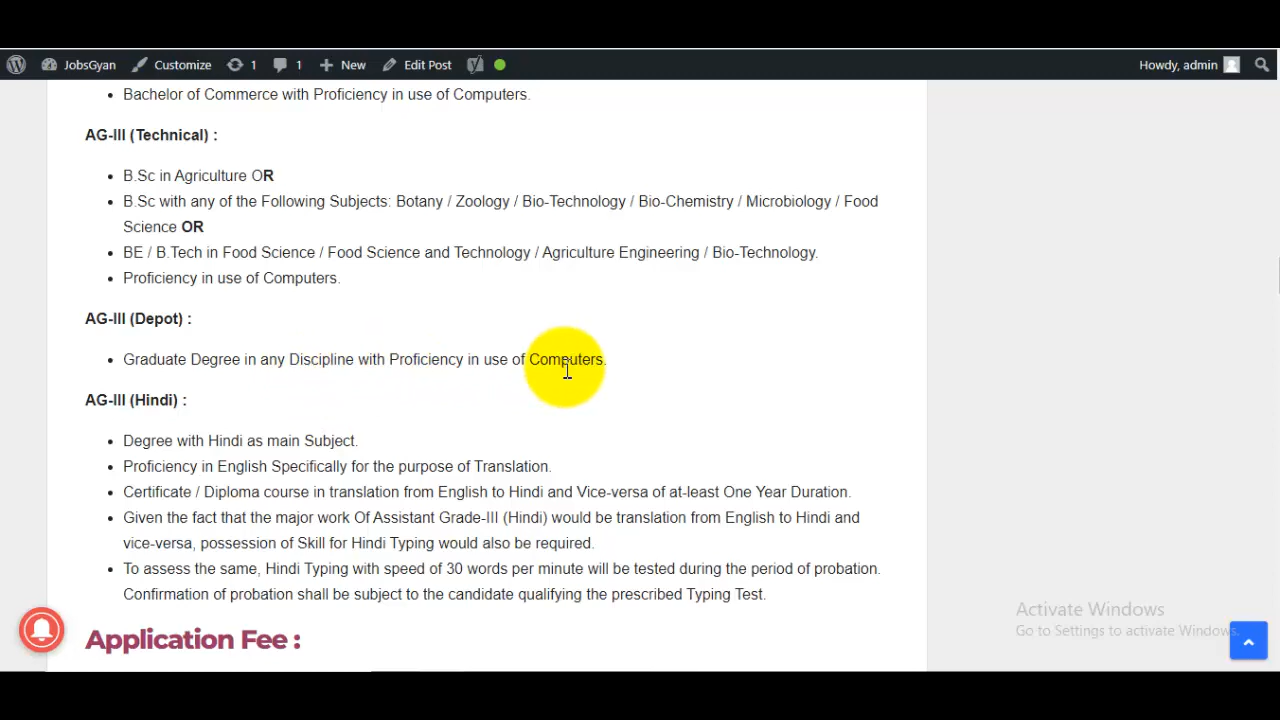 JobsGyan Customize 1 1 New Edit Post Howdy, admin
Bachelor of Commerce with Proficiency in use of Computers.
AG-III (Technical) :
B.Sc in Agriculture OR
B.Sc with any of the Following Subjects: Botany / Zoology / Bio-Technology / Bio-Chemistry / Microbiology / Food
Science OR
BE / B.Tech in Food Science / Food Science and Technology / Agriculture Engineering / Bio-Technology.
Proficiency in use of Computers.
AG-III (Depot) :
Graduate Degree in any Discipline with Proficiency in use of Computers.
AG-III (Hindi) :
Degree with Hindi as main Subject.
Proficiency in English Specifically for the purpose of Translation.
Certificate / Diploma course in translation from English to Hindi and Vice-versa of at-least One Year Duration.
Given the fact that the major work Of Assistant Grade-III (Hindi) would be translation from English to Hindi and
vice-versa, possession of Skill for Hindi Typing would also be required.
To assess the same, Hindi Typing with speed of 30 words per minute will be tested during the period of probation.
Confirmation of probation shall be subject to the candidate qualifying the prescribed Typing Test.
Application Fee :
Activate Windows
Go to Settings to activate Windows.